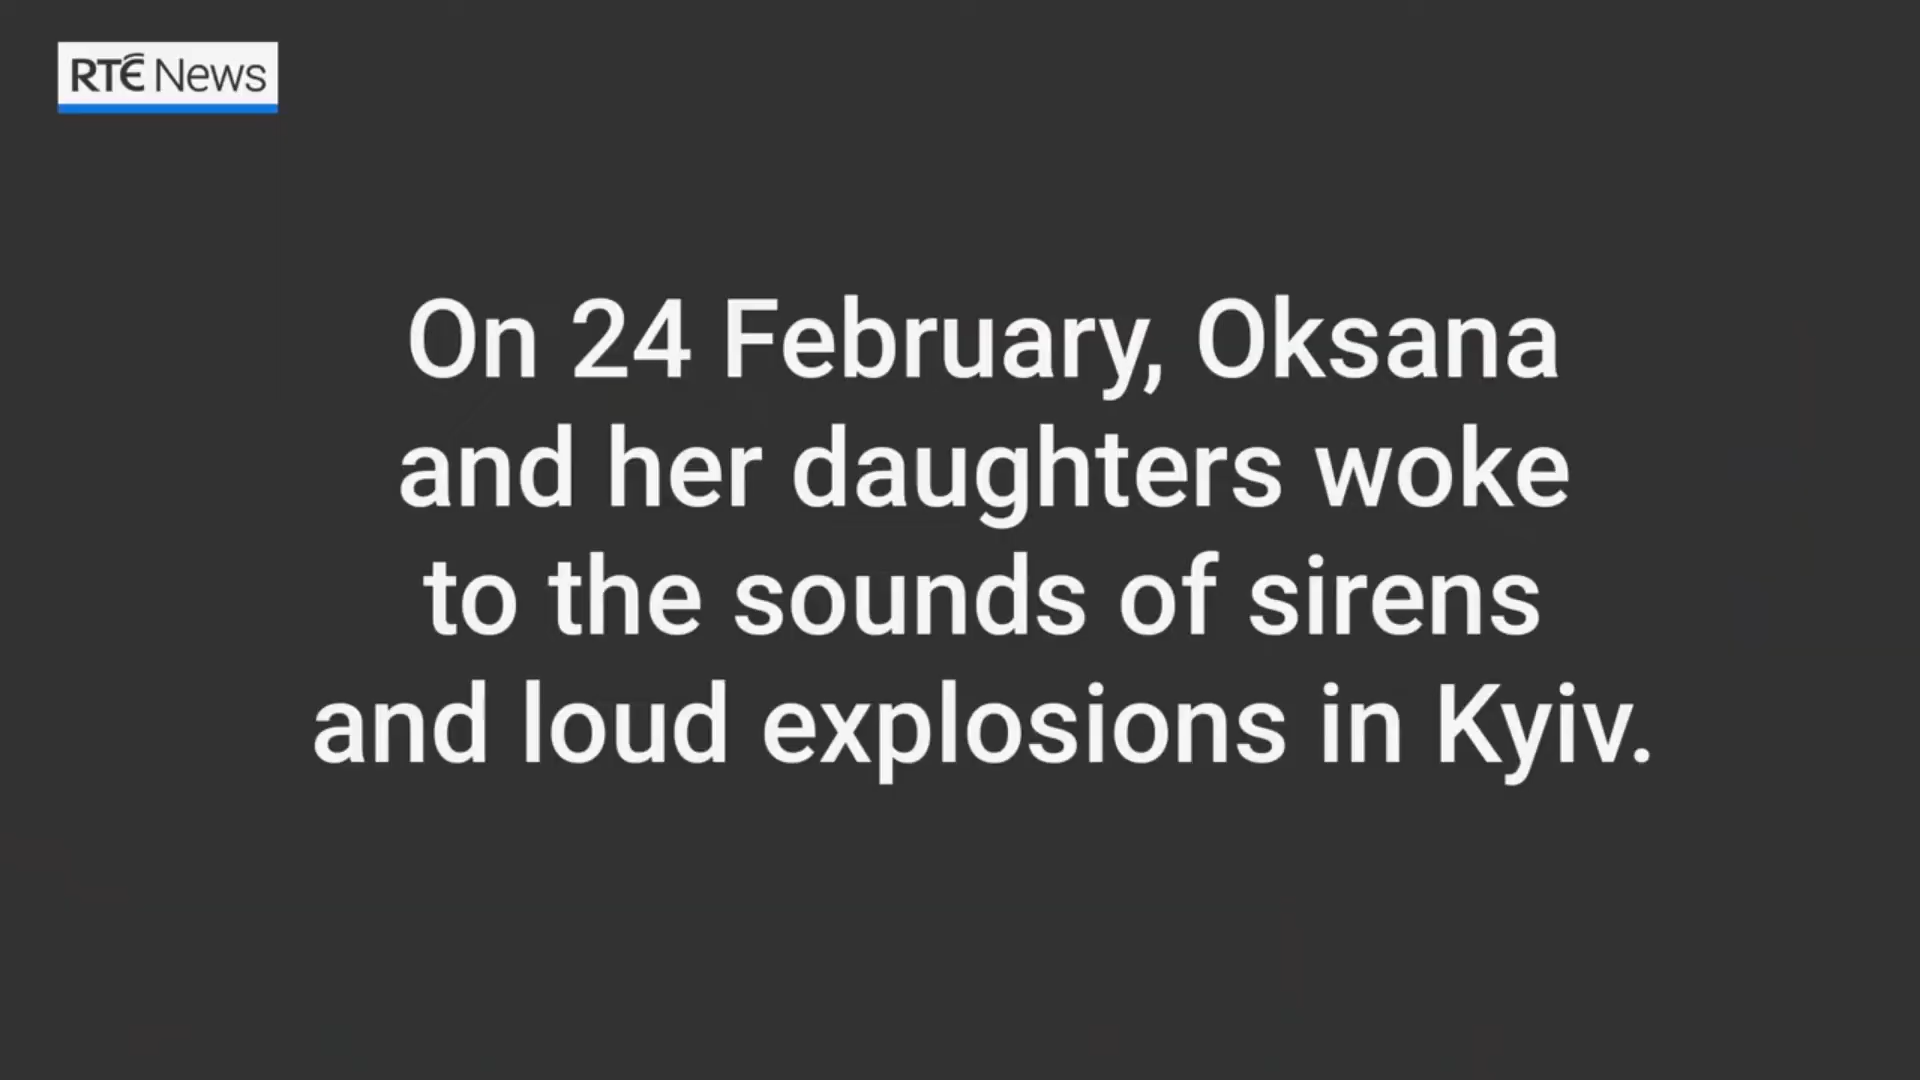 RTÉ News
On 24 February, Oksana
and her daughters woke
to the sounds of sirens
and loud explosions in Kyiv.